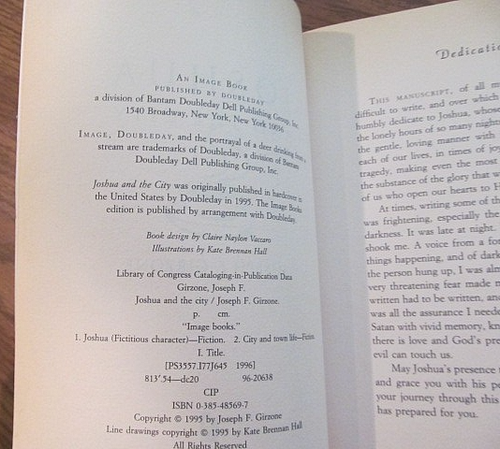 AN IMAGE BOOK
PUBLISHED BY DOUBLEDAY
a division of Bantam Doubleday Dell Publishing Group, Inc.
1540 Broadway, New York, New York 10036
IMAGE, DOUBLEDAY, and the portrayal of a deer drinking from a
stream are trademarks of Doubleday, a division of Bantam
Doubleday Dell Publishing Group, Inc.
Joshua and the City was originally published in hardcover in
the United States by Doubleday in 1995. The Image Books
edition is published by arrangement with Doubleday.
Book design by Claire Naylon Vaccaro
Illustrations by Kate Brennan Hall
Library of Congress Cataloging-in-Publication Data
Girzone, Joseph F.
Joshua and the city / Joseph F. Girzone.
p. cm.
"Image books."
1. Joshua (Fictitious character)—Fiction. 2. City and town life—Fiction.
I. Title.
[PS3557.I77J645 1996]
813'.54—dc20 96-20638
CIP
ISBN 0-385-48569-7
Copyright © 1995 by Joseph F. Girzone
Line drawings copyright © 1995 by Kate Brennan Hall
All Rights Reserved
Dedicatio
THIS MANUSCRIPT, of all m
difficult to write, and over which
humbly dedicate to Joshua, whose
the lonely hours of so many night
the gentle, loving manner with
each of our lives, in times of joy
tragedy, making even the most
the substance of the glory that w
of us who open our hearts to
At times, writing some of th
was frightening, especially the
darkness. It was late at night.
shook me. A voice from a fo
things happening, and of dark
the person hung up. I was al
very threatening fear made m
written had to be written, an
was all the assurance I neede
Satan with vivid memory, kn
there is love and God's pre
evil can touch us.
May Joshua's presence
and grace you with his pe
your journey through this
has prepared for you.